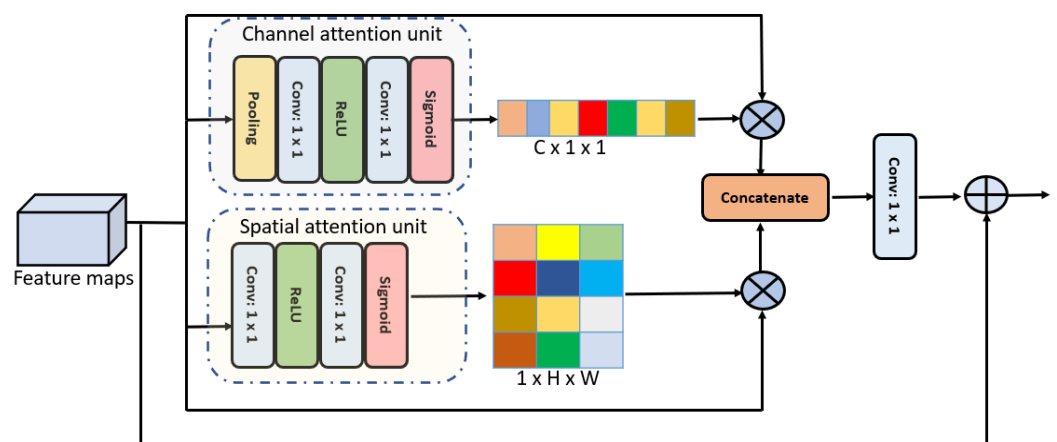 Channel attention unit
Pooling
Conv: 1 x 1
ReLU
Conv: 1 x 1
Sigmoid
C x 1 x 1
Concatenate
Conv: 1 x 1
Feature maps
Spatial attention unit
Conv: 1 x 1
ReLU
Conv: 1 x 1
Sigmoid
1 x H x W